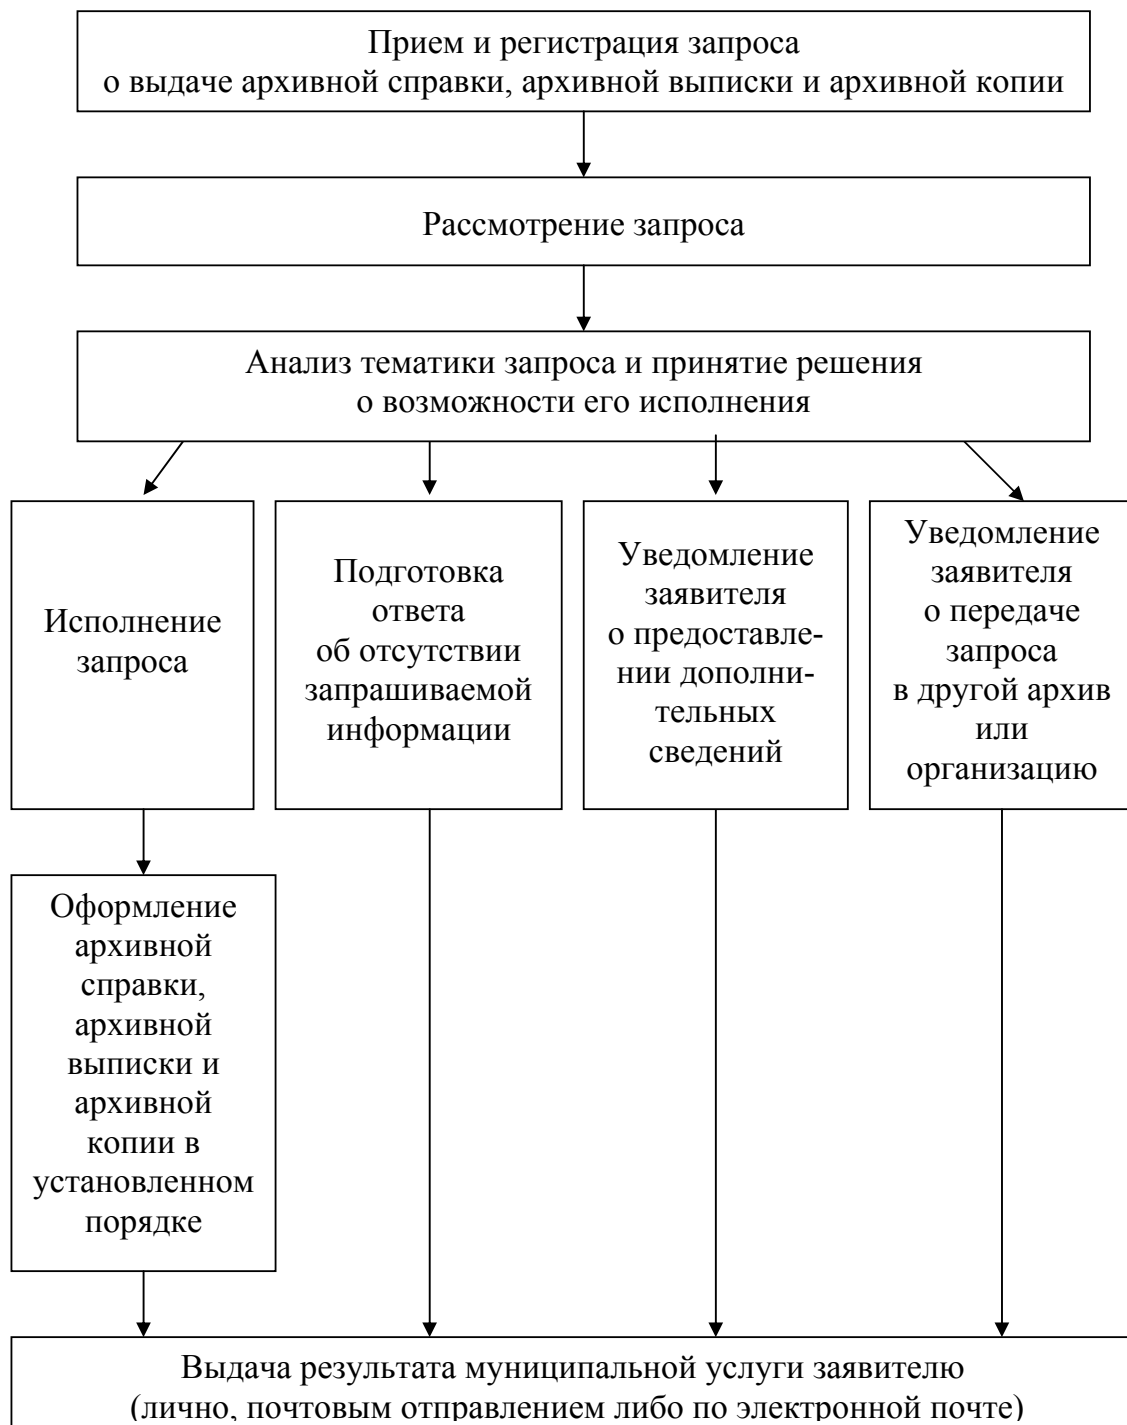 Прием и регистрация запроса
о выдаче архивной справки, архивной выписки и архивной копии
Рассмотрение запроса
Анализ тематики запроса и принятие решения
о возможности его исполнения
Исполнение
запроса
Подготовка
ответа
об отсутствии
запрашиваемой
информации
Уведомление
заявителя
о предоставле-
нии дополни-
тельных
сведений
Уведомление
заявителя
о передаче
запроса
в другой архив
или
организацию
Оформление
архивной
справки,
архивной
выписки и
архивной
копии в
установленном
порядке
Выдача результата муниципальной услуги заявителю
(лично, почтовым отправлением либо по электронной почте)